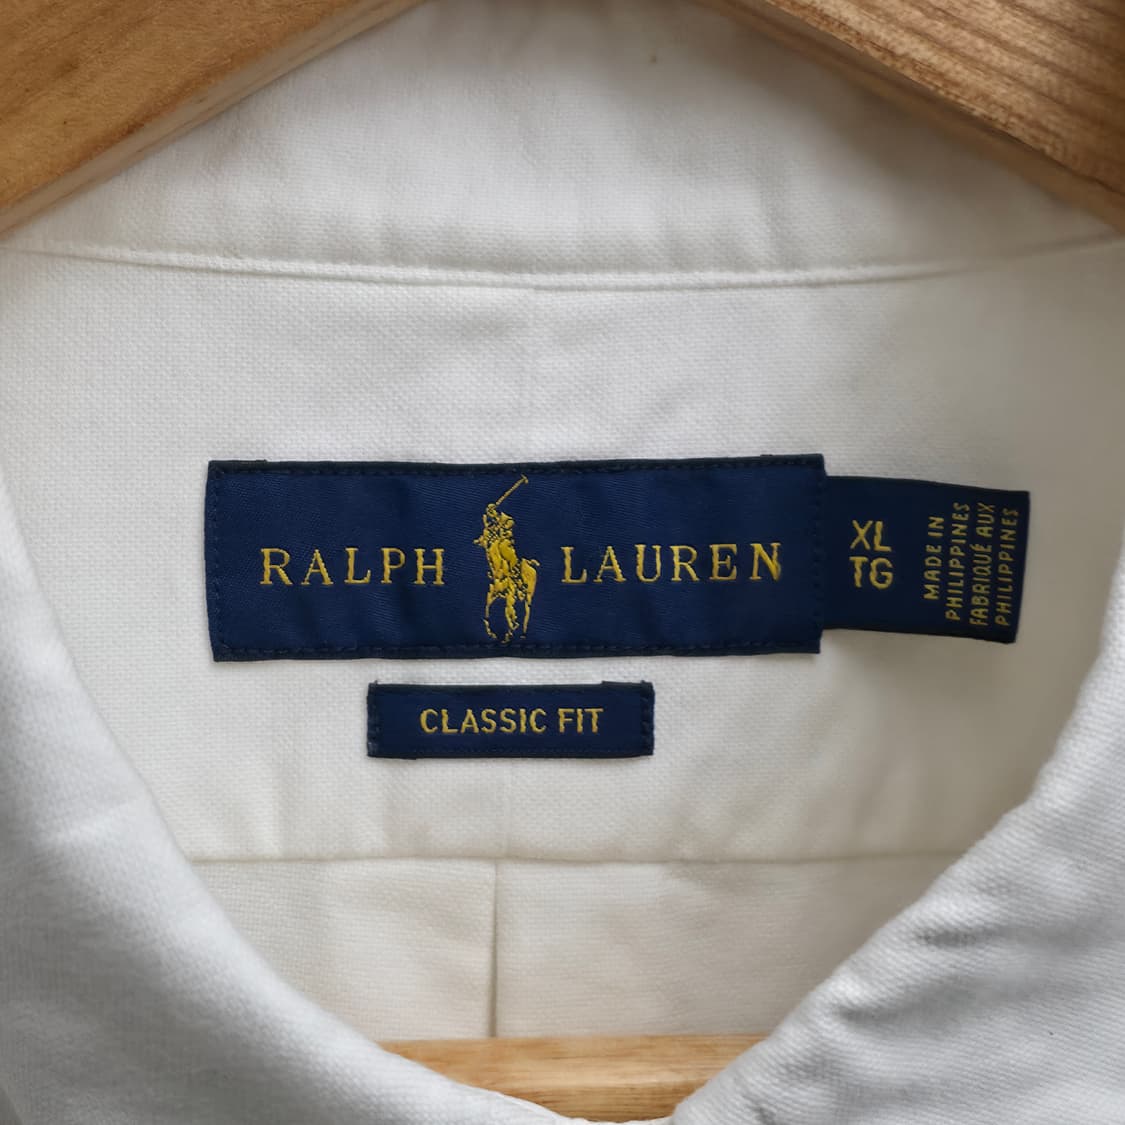 RALPH LAUREN
XL
TG
MADE IN
PHILIPPINES
FABRIQUÉ AUX
PHILIPPINES
CLASSIC FIT